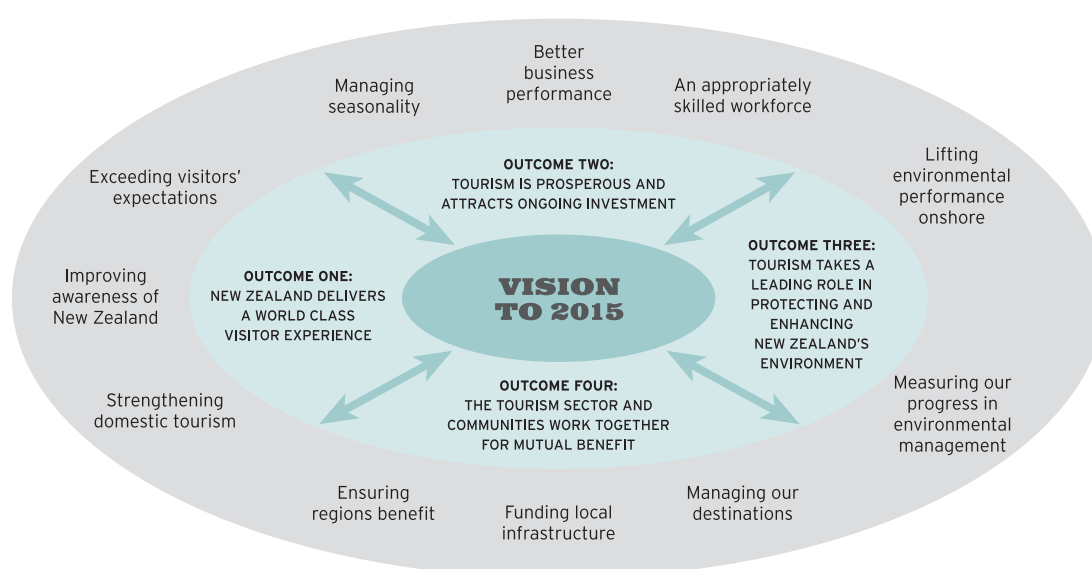 Better
business
performance
Managing
seasonality
An appropriately
skilled workforce
Exceeding visitors'
expectations
Lifting
environmental
performance
onshore
OUTCOME TWO:
TOURISM IS PROSPEROUS AND
ATTRACTS ONGOING INVESTMENT
Improving
awareness of
New Zealand
OUTCOME ONE:
NEW ZEALAND DELIVERS
A WORLD CLASS
VISITOR EXPERIENCE
VISION
TO 2015
OUTCOME THREE:
TOURISM TAKES A
LEADING ROLE IN
PROTECTING AND
ENHANCING
NEW ZEALAND'S
ENVIRONMENT
Strengthening
domestic tourism
OUTCOME FOUR:
THE TOURISM SECTOR AND
COMMUNITIES WORK TOGETHER
FOR MUTUAL BENEFIT
Measuring our
progress in
environmental
management
Ensuring
regions benefit
Funding local
infrastructure
Managing our
destinations